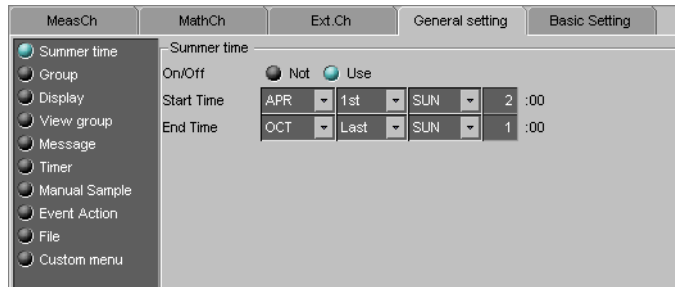 MeasCh MathCh Ext.Ch General setting Basic Setting
Summer time
Group
Display
View group
Message
Timer
Manual Sample
Event Action
File
Custom menu
Summer time
On/Off Not Use
Start Time APR 1st SUN 2 :00
End Time OCT Last SUN 1 :00